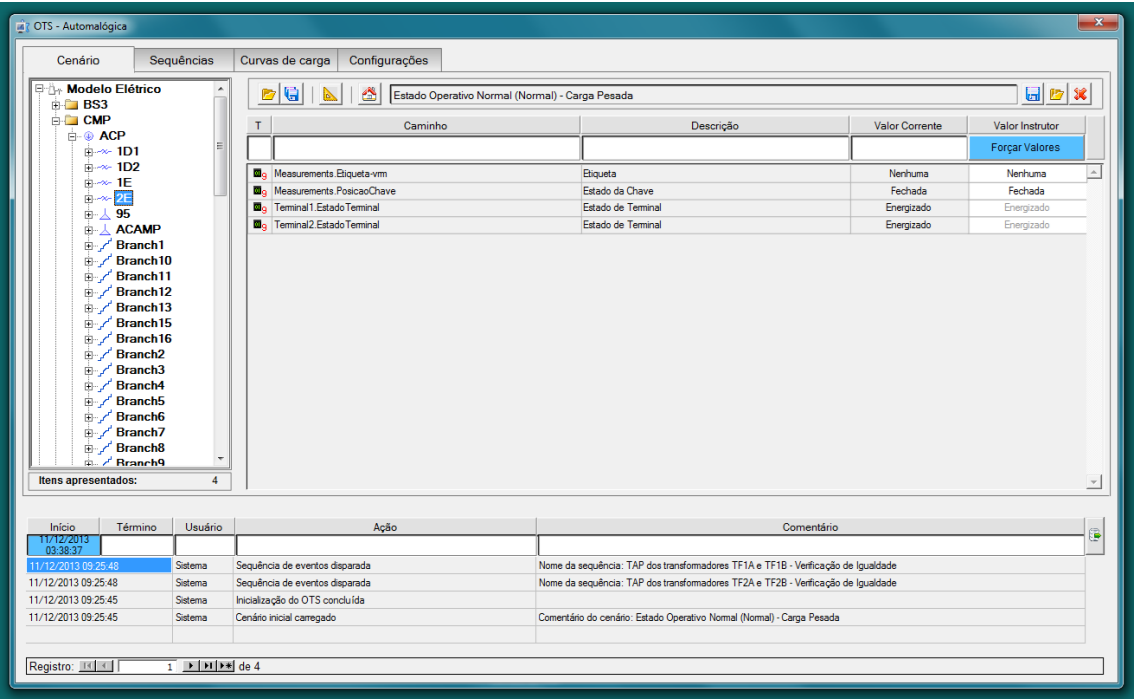 OTS - Automalógica
Cenário Sequências Curvas de carga Configurações
Modelo Elétrico
BS3
CMP
ACP
1D1
1D2
1E
2E
95
ACAMP
Branch1
Branch10
Branch11
Branch12
Branch13
Branch15
Branch16
Branch2
Branch3
Branch4
Branch5
Branch6
Branch7
Branch8
Branch9
Itens apresentados: 4
Estado Operativo Normal (Normal) - Carga Pesada
T Caminho Descrição Valor Corrente Valor Instrutor
Forçar Valores
Measurements.Etiqueta-vrm Etiqueta Nenhuma Nenhuma
Measurements.PosicaoChave Estado da Chave Fechada Fechada
Terminal1.EstadoTerminal Estado de Terminal Energizado Energizado
Terminal2.EstadoTerminal Estado de Terminal Energizado Energizado
Início Término Usuário Ação Comentário
11/12/2013
03:38:37
11/12/2013 09:25:48 Sistema Sequência de eventos disparada Nome da sequência: TAP dos transformadores TF1A e TF1B - Verificação de Igualdade
11/12/2013 09:25:48 Sistema Sequência de eventos disparada Nome da sequência: TAP dos transformadores TF2A e TF2B - Verificação de Igualdade
11/12/2013 09:25:45 Sistema Inicialização do OTS concluída
11/12/2013 09:25:45 Sistema Cenário inicial carregado Comentário do cenário: Estado Operativo Normal (Normal) - Carga Pesada
Registro: 1 de 4